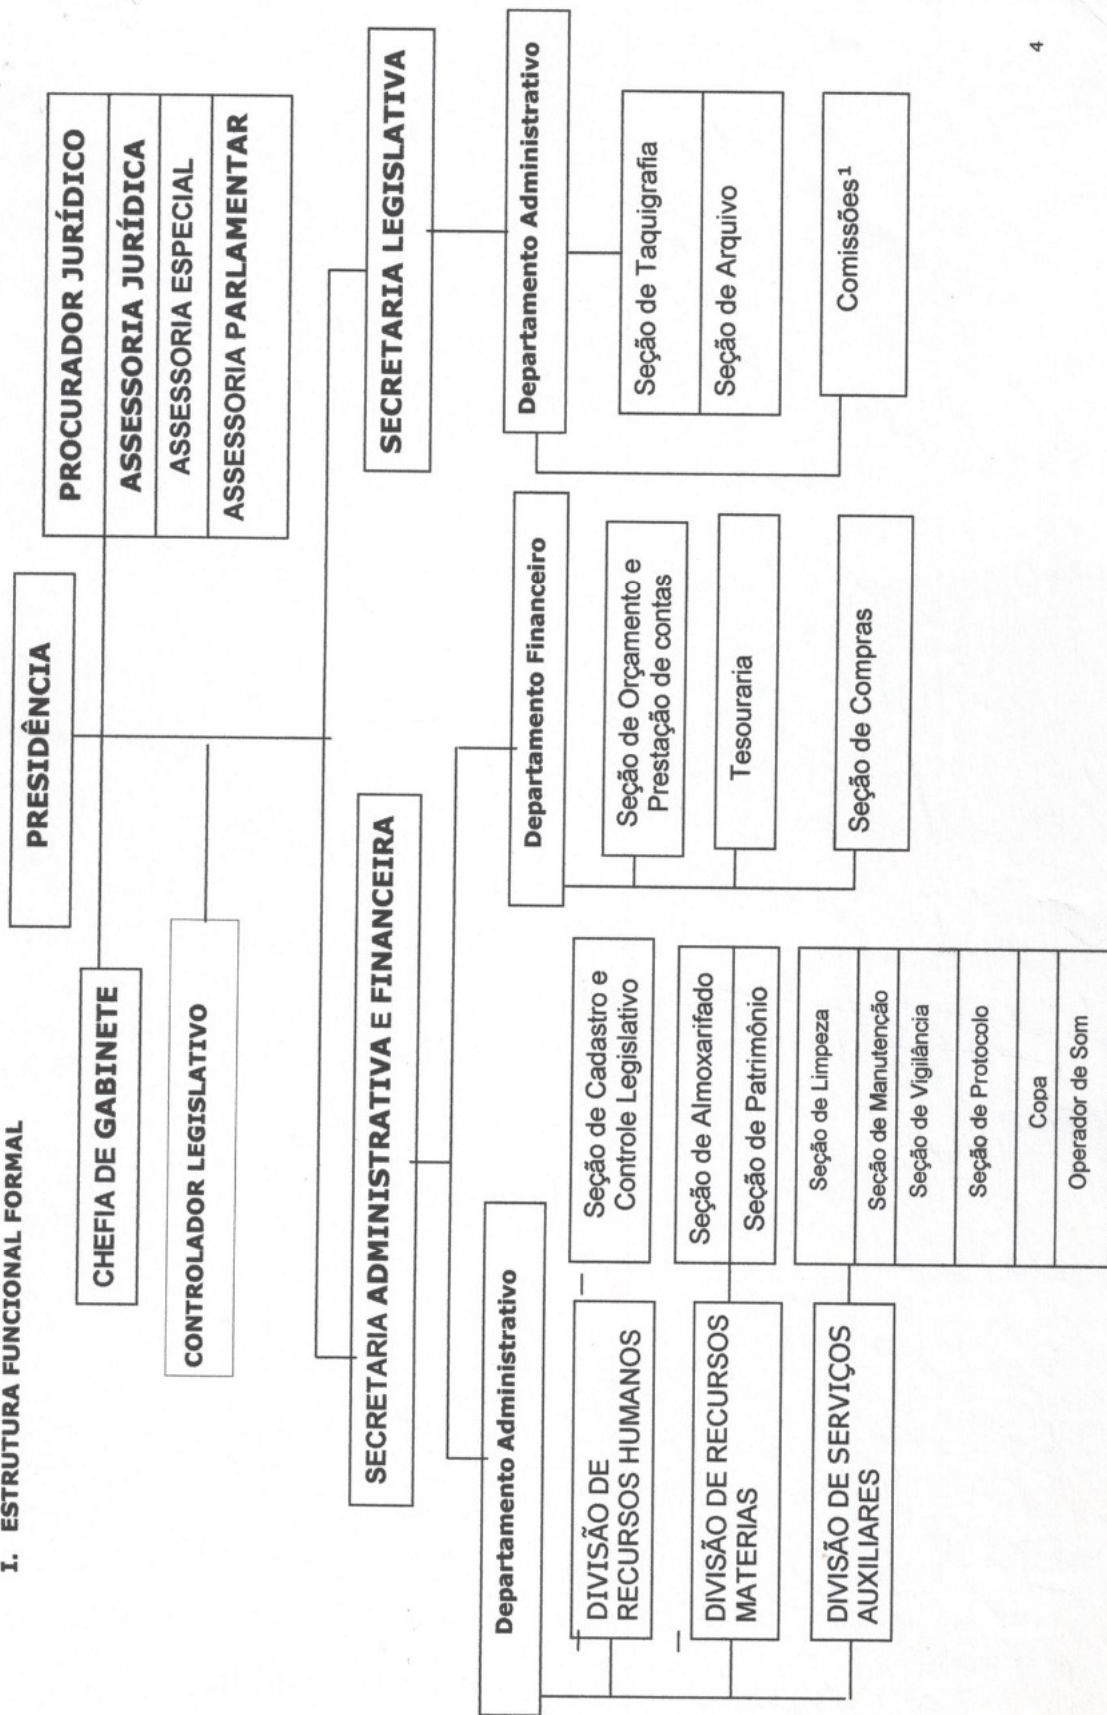 I. ESTRUTURA FUNCIONAL FORMAL
PRESIDÊNCIA
CHEFIA DE GABINETE
PROCURADOR JURÍDICO
ASSESSORIA JURÍDICA
ASSESSORIA ESPECIAL
ASSESSORIA PARLAMENTAR
CONTROLADOR LEGISLATIVO
SECRETARIA ADMINISTRATIVA E FINANCEIRA
SECRETARIA LEGISLATIVA
Departamento Administrativo
DIVISÃO DE
RECURSOS HUMANOS
Seção de Cadastro e
Controle Legislativo
DIVISÃO DE RECURSOS
MATERIAS
Seção de Almoxarifado
Seção de Patrimônio
DIVISÃO DE SERVIÇOS
AUXILIARES
Seção de Limpeza
Seção de Manutenção
Seção de Vigilância
Seção de Protocolo
Copa
Operador de Som
Departamento Financeiro
Seção de Orçamento e
Prestação de contas
Tesouraria
Seção de Compras
Departamento Administrativo
Seção de Taquigrafia
Seção de Arquivo
Comissões¹
4